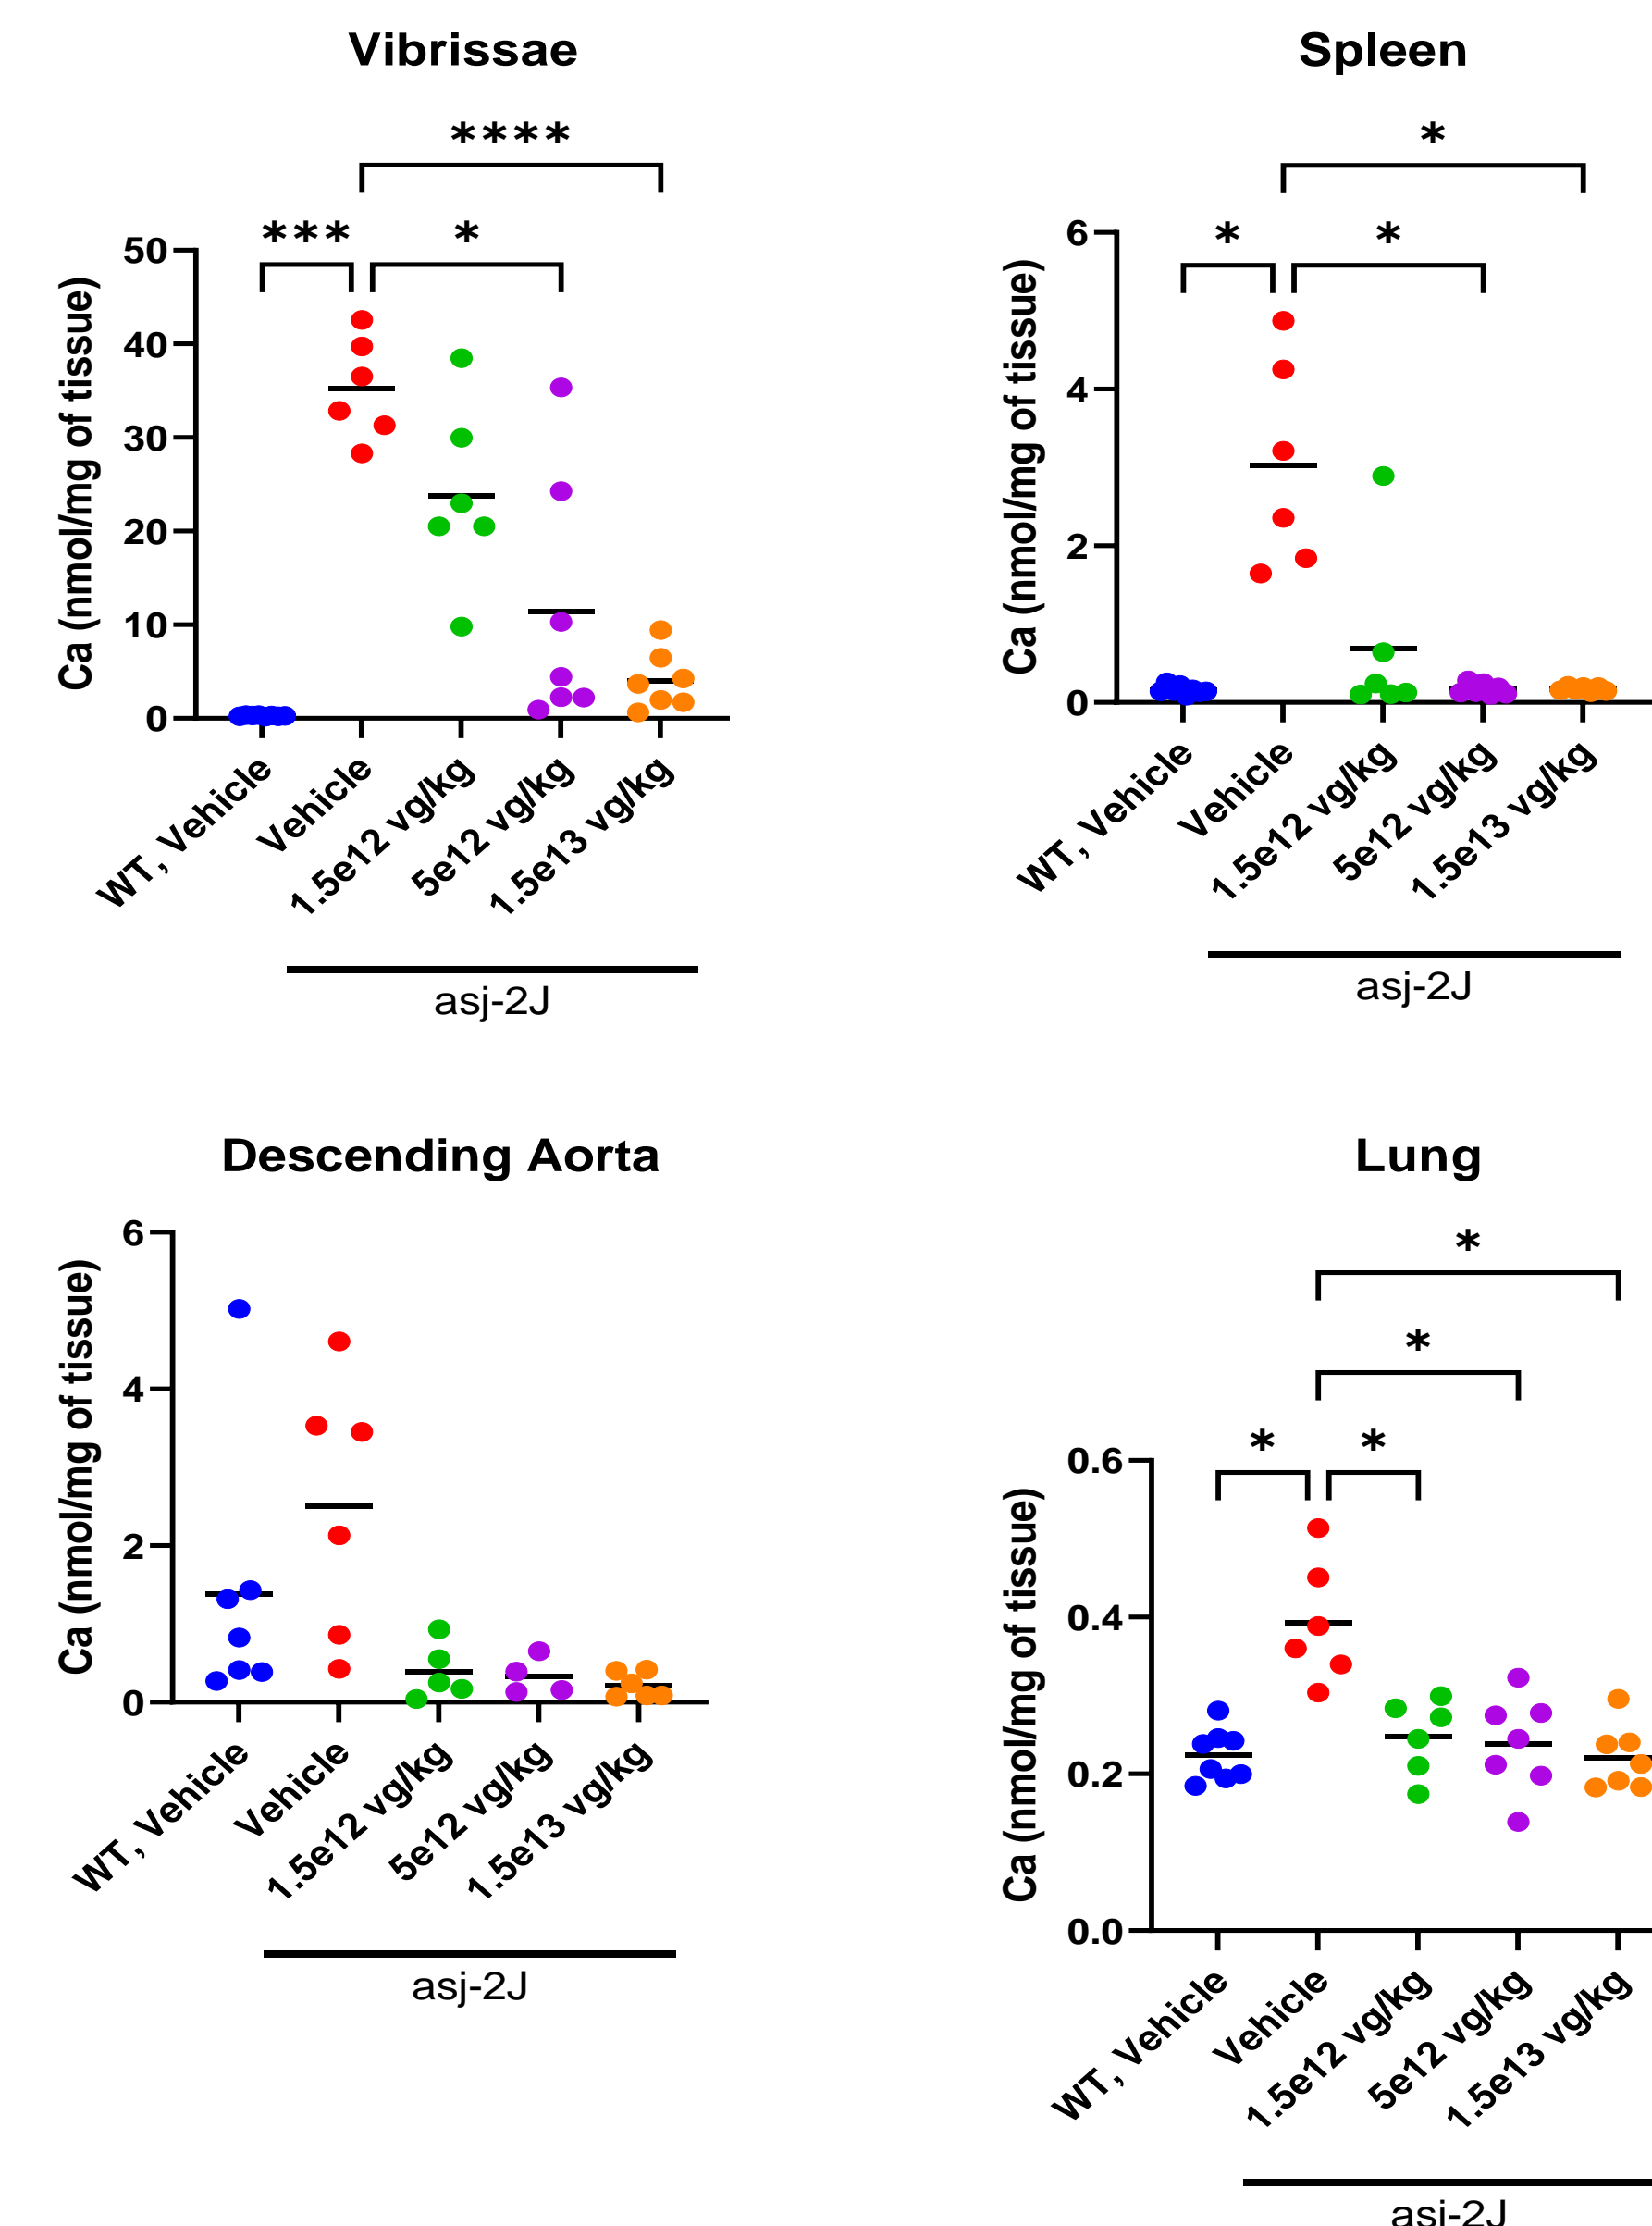 Vibrissae
****
*** *
Ca (nmol/mg of tissue)
50
40
30
20
10
0
WT, Vehicle
Vehicle
1.5e12 vg/kg
5e12 vg/kg
1.5e13 vg/kg
asj-2J
Spleen
*
* *
Ca (nmol/mg of tissue)
6
4
2
0
WT, Vehicle
Vehicle
1.5e12 vg/kg
5e12 vg/kg
1.5e13 vg/kg
asj-2J
Descending Aorta
Ca (nmol/mg of tissue)
6
4
2
0
WT, Vehicle
Vehicle
1.5e12 vg/kg
5e12 vg/kg
1.5e13 vg/kg
asj-2J
Lung
*
*
* *
Ca (nmol/mg of tissue)
0.6
0.4
0.2
0.0
WT, Vehicle
Vehicle
1.5e12 vg/kg
5e12 vg/kg
1.5e13 vg/kg
asj-2J